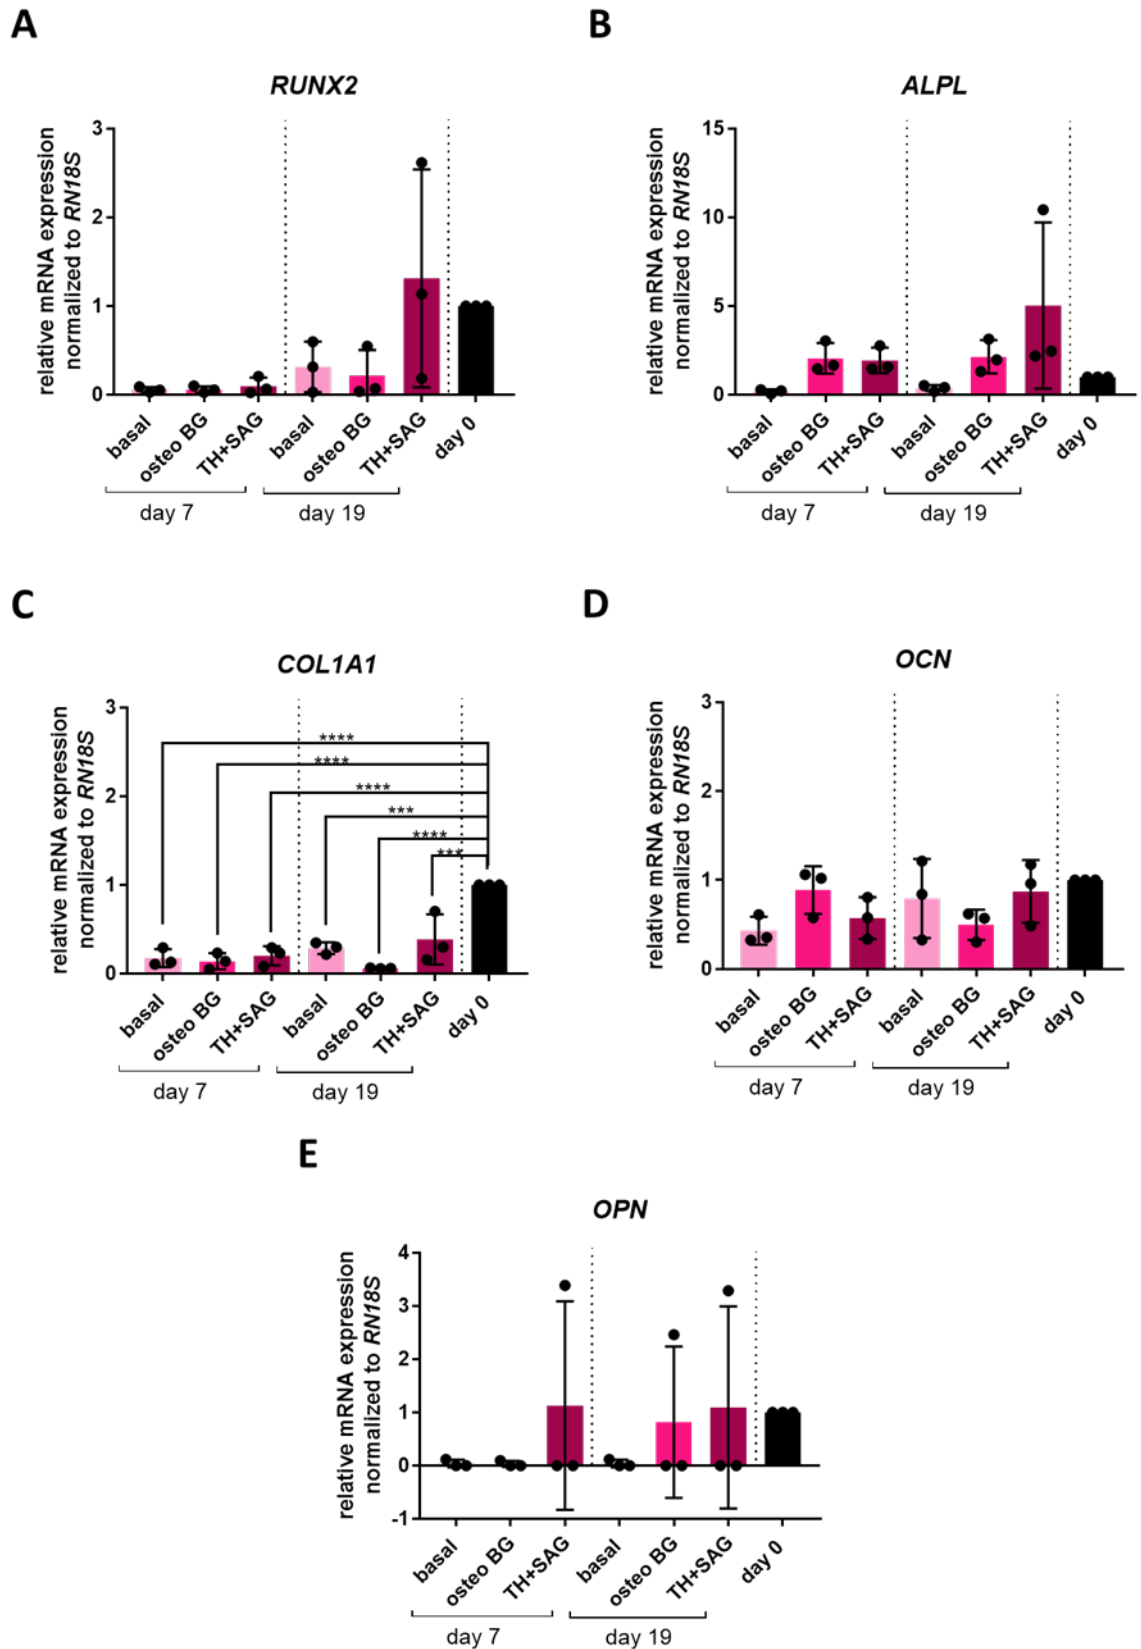 A
RUNX2
relative mRNA expression
normalized to RN18S
3
2
1
0
basal
osteo BG
TH+SAG
basal
osteo BG
TH+SAG
day 0
day 7
day 19
B
ALPL
relative mRNA expression
normalized to RN18S
15
10
5
0
basal
osteo BG
TH+SAG
basal
osteo BG
TH+SAG
day 0
day 7
day 19
C
COL1A1
relative mRNA expression
normalized to RN18S
3
2
1
0
****
****
****
***
****
***
basal
osteo BG
TH+SAG
basal
osteo BG
TH+SAG
day 0
day 7
day 19
D
OCN
relative mRNA expression
normalized to RN18S
3
2
1
0
basal
osteo BG
TH+SAG
basal
osteo BG
TH+SAG
day 0
day 7
day 19
E
OPN
relative mRNA expression
normalized to RN18S
4
3
2
1
0
-1
basal
osteo BG
TH+SAG
basal
osteo BG
TH+SAG
day 0
day 7
day 19